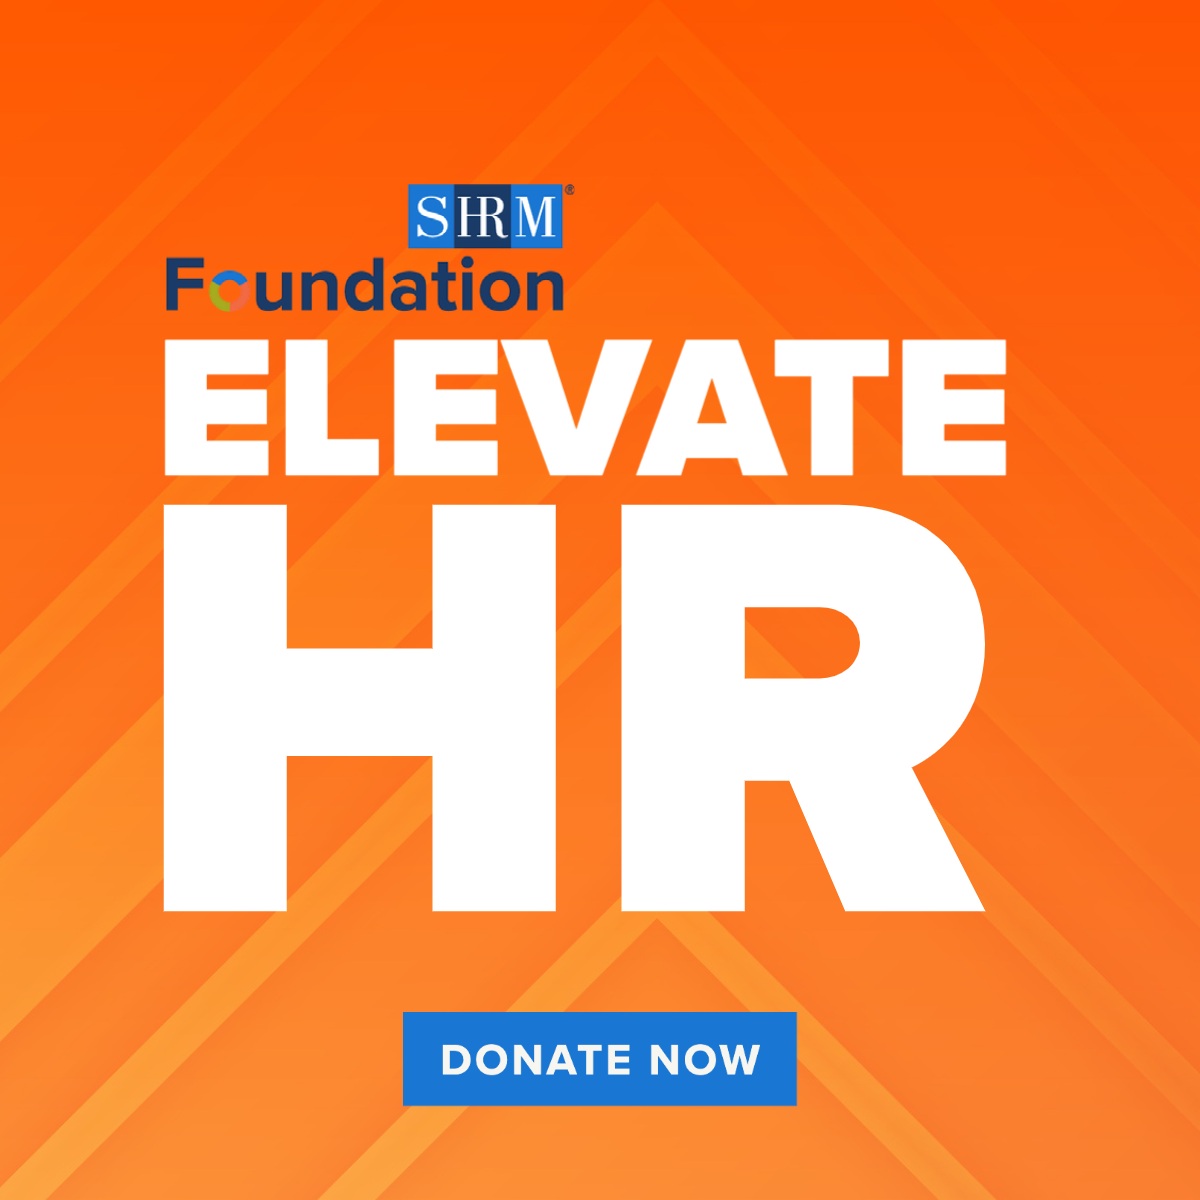 SHRM®
Foundation
ELEVATE
HR
DONATE NOW